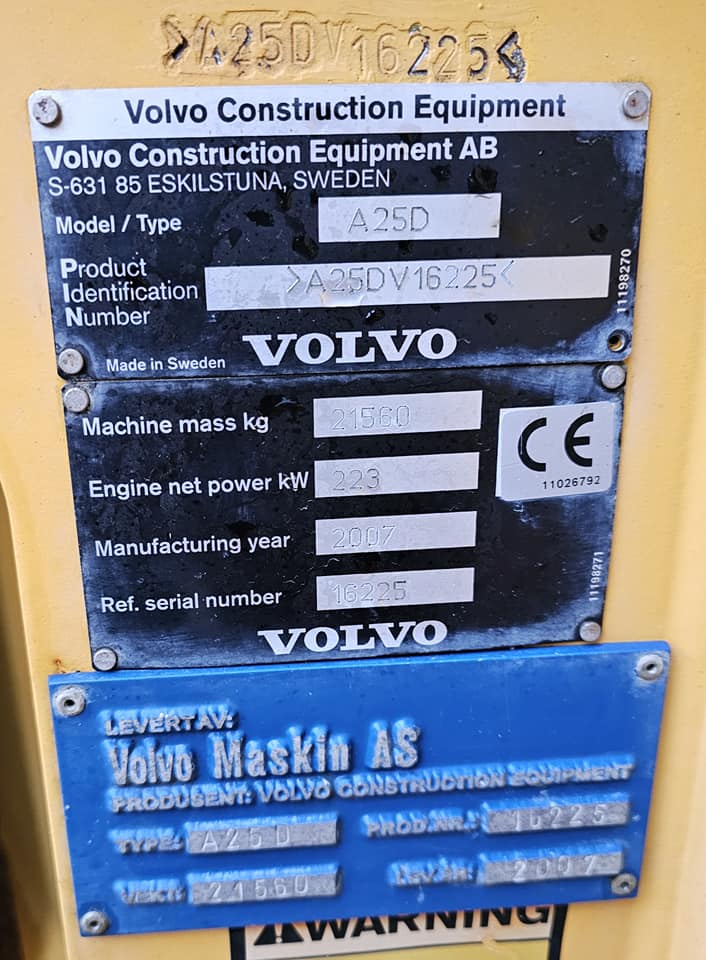 >A25DV16225<
Volvo Construction Equipment
Volvo Construction Equipment AB
S-631 85 ESKILSTUNA, SWEDEN
Model / Type A25D
Product
Identification >A25DV16225<
Number
11198270
Made in Sweden VOLVO
Machine mass kg 21560
CE
11026792
Engine net power kW 223
Manufacturing year 2007
Ref. serial number 16225
11198271
VOLVO
LEVERT AV:
Volvo Maskin AS
PRODUSENT: VOLVO CONSTRUCTION EQUIPMENT
TYPE: A25D PROD.NR.: 16225
VEKT: 21560 LEV.ÅR: 2007
WARNING